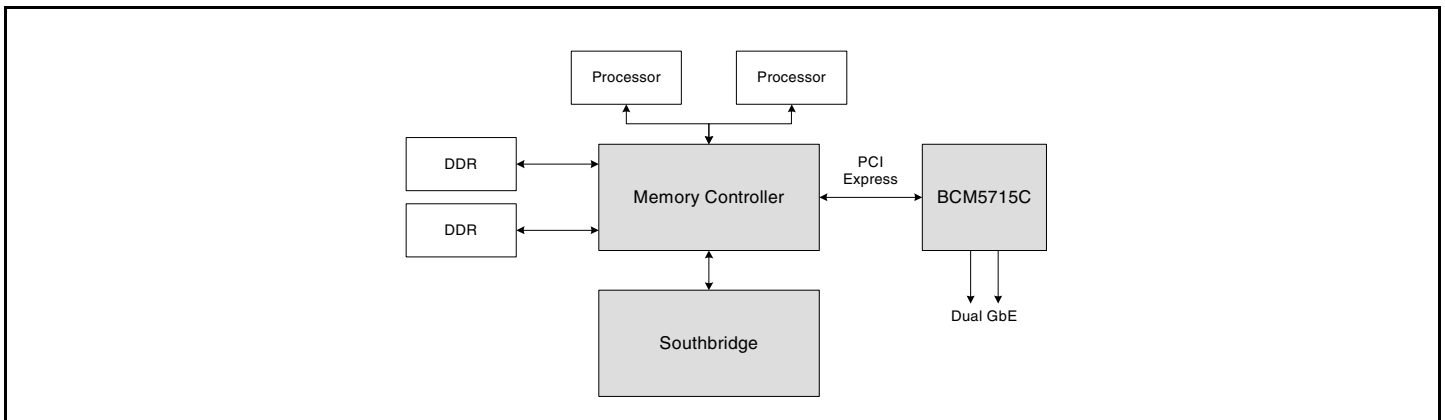 Processor
Processor
DDR
DDR
Memory Controller
PCI
Express
BCM5715C
Southbridge
Dual GbE